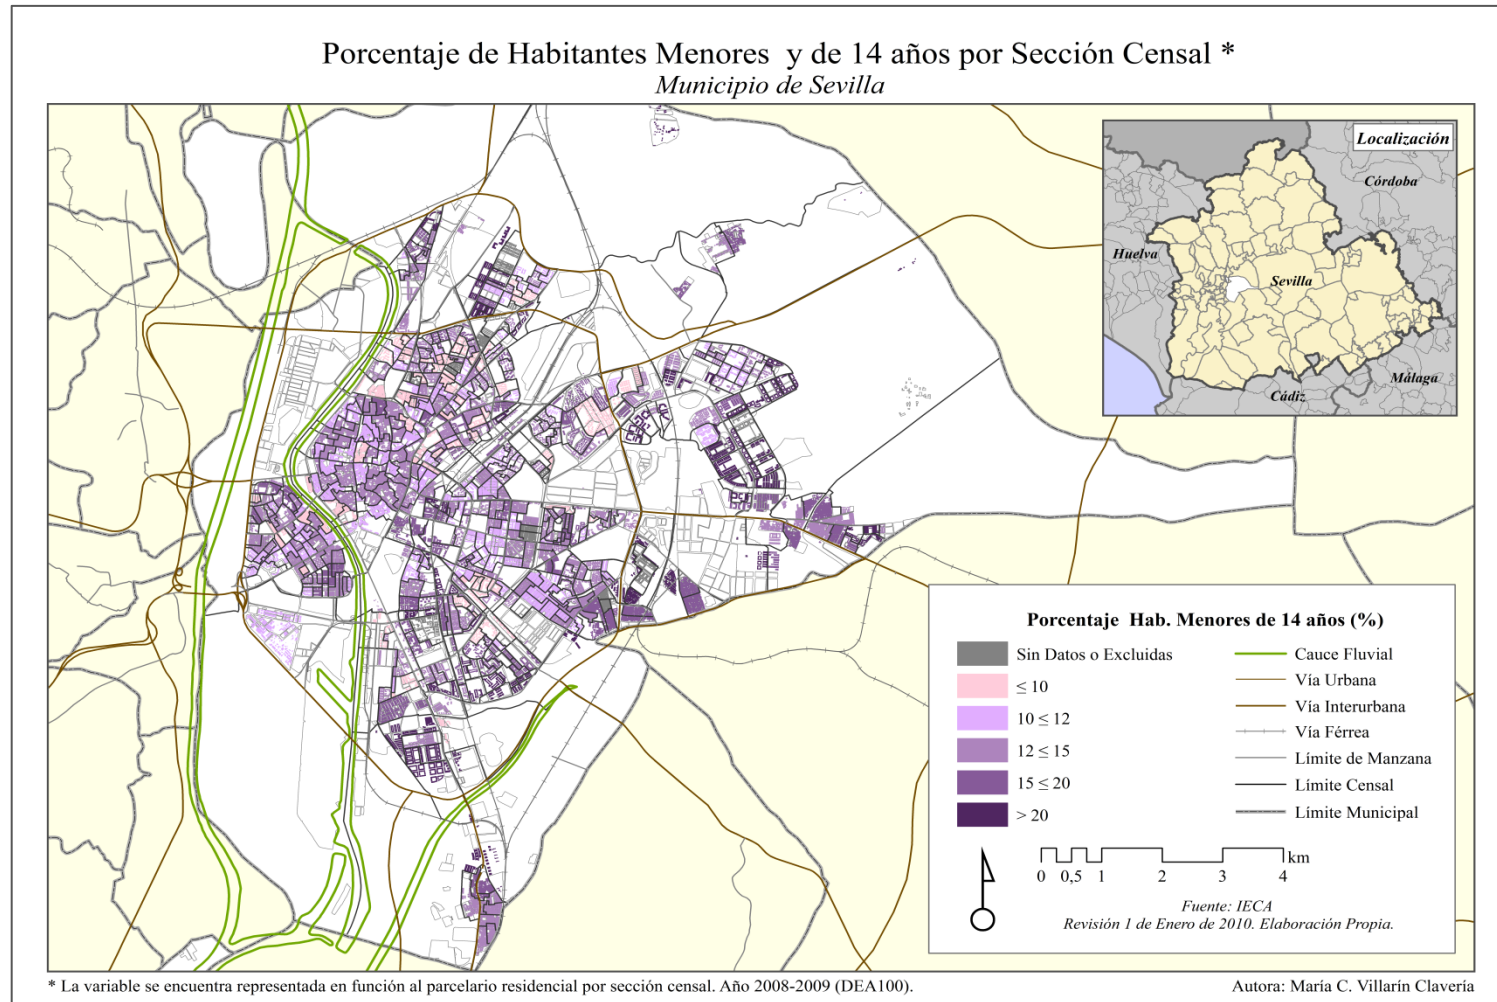 Porcentaje de Habitantes Menores y de 14 años por Sección Censal *
Municipio de Sevilla
Localización
Córdoba
Huelva
Sevilla
Málaga
Cádiz
Porcentaje Hab. Menores de 14 años (%)
Sin Datos o Excluidas
≤ 10
10 ≤ 12
12 ≤ 15
15 ≤ 20
> 20
Cauce Fluvial
Vía Urbana
Vía Interurbana
Vía Férrea
Límite de Manzana
Límite Censal
Límite Municipal
km
0 0,5 1 2 3 4
Fuente: IECA
Revisión 1 de Enero de 2010. Elaboración Propia.
* La variable se encuentra representada en función al parcelario residencial por sección censal. Año 2008-2009 (DEA100).
Autora: María C. Villarín Clavería